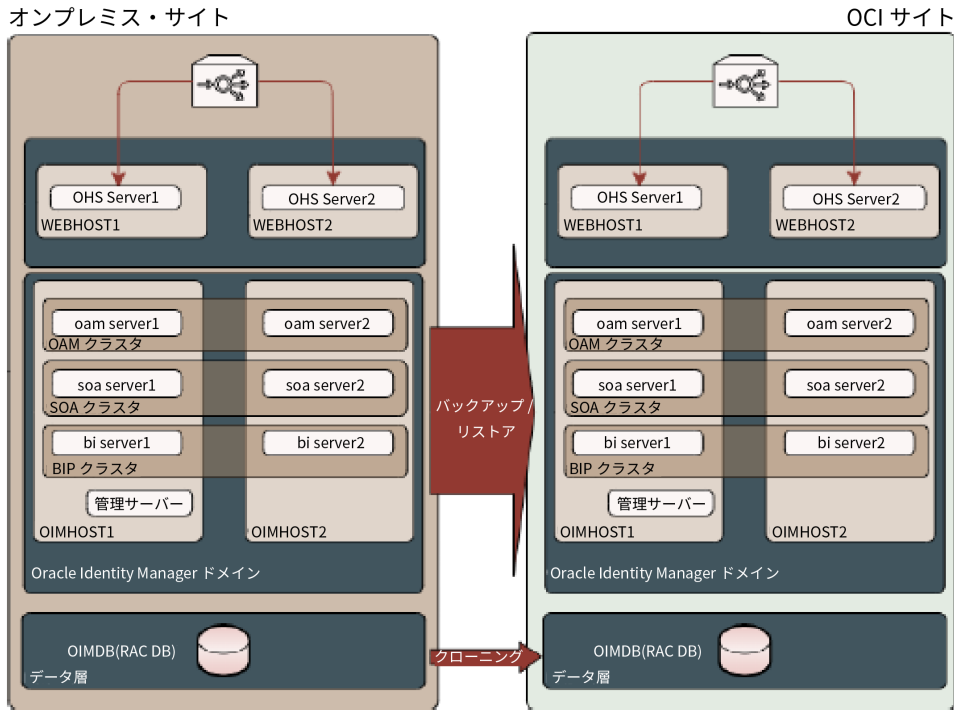 オンプレミス・サイト
OHS Server1
WEBHOST1
OHS Server2
WEBHOST2
oam server1
oam server2
OAM クラスタ
soa server1
soa server2
SOA クラスタ
bi server1
bi server2
BIP クラスタ
管理サーバー
OIMHOST1
OIMHOST2
Oracle Identity Manager ドメイン
OIMDB(RAC DB)
データ層
バックアップ /
リストア
クローニング
OCI サイト
OHS Server1
WEBHOST1
OHS Server2
WEBHOST2
oam server1
oam server2
OAM クラスタ
soa server1
soa server2
SOA クラスタ
bi server1
bi server2
BIP クラスタ
管理サーバー
OIMHOST1
OIMHOST2
Oracle Identity Manager ドメイン
OIMDB(RAC DB)
データ層